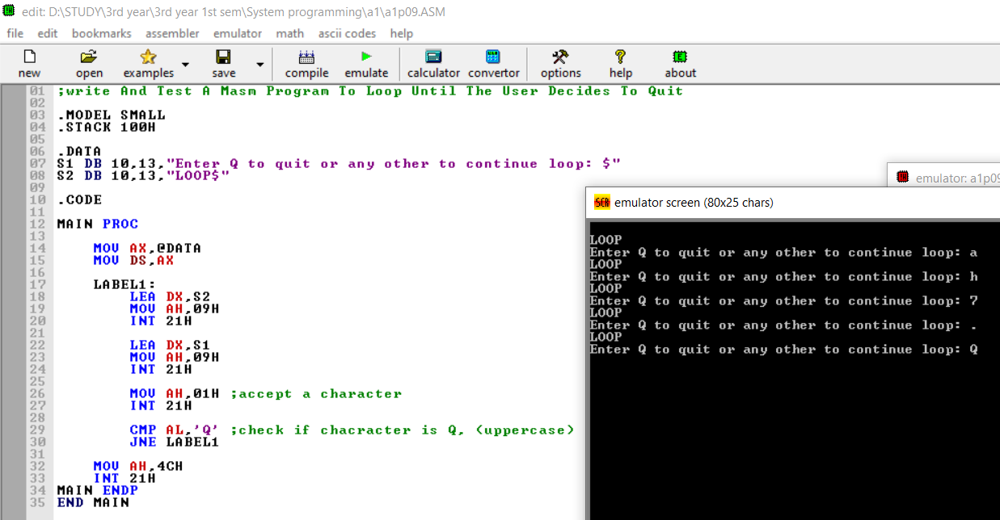 edit: D:\STUDY\3rd year\3rd year 1st sem\System programming\a1\a1p09.ASM
file edit bookmarks assembler emulator math ascii codes help
new open examples save compile emulate calculator convertor options help about
01 ;write And Test A Masm Program To Loop Until The User Decides To Quit
02
03 .MODEL SMALL
04 .STACK 100H
05
06 .DATA
07 S1 DB 10,13,"Enter Q to quit or any other to continue loop: $"
08 S2 DB 10,13,"LOOP$"
09
10 .CODE
11
12 MAIN PROC
13
14 MOV AX,@DATA
15 MOV DS,AX
16
17 LABEL1:
18 LEA DX,S2
19 MOV AH,09H
20 INT 21H
21
22 LEA DX,S1
23 MOV AH,09H
24 INT 21H
25
26 MOV AH,01H ;accept a character
27 INT 21H
28
29 CMP AL,'Q' ;check if chacracter is Q, (uppercase)
30 JNE LABEL1
31
32 MOV AH,4CH
33 INT 21H
34 MAIN ENDP
35 END MAIN
emulator: a1p09
SCR emulator screen (80x25 chars)
LOOP
Enter Q to quit or any other to continue loop: a
LOOP
Enter Q to quit or any other to continue loop: h
LOOP
Enter Q to quit or any other to continue loop: 7
LOOP
Enter Q to quit or any other to continue loop: .
LOOP
Enter Q to quit or any other to continue loop: Q